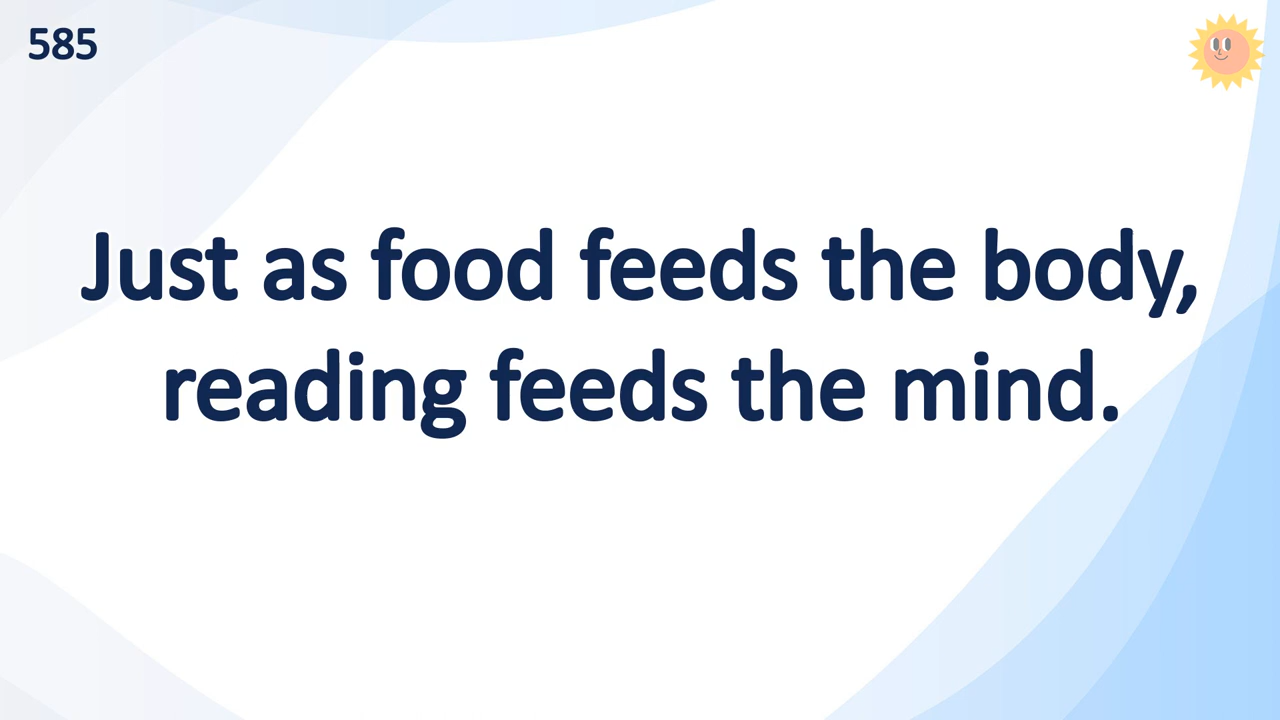 585
Just as food feeds the body,
reading feeds the mind.